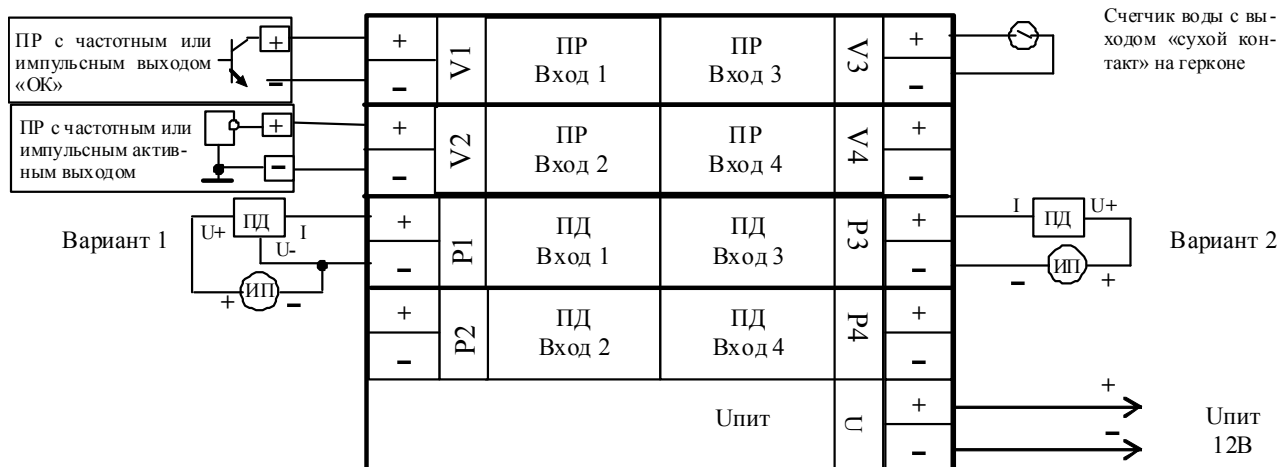 ПР с частотным или
импульсным выходом
«ОК»
+
–
+
–
V1
ПР
Вход 1
ПР
Вход 3
V3
+
–
Счетчик воды с вы-
ходом «сухой кон-
такт» на герконе
ПР с частотным или
импульсным актив-
ным выходом
+
–
+
–
V2
ПР
Вход 2
ПР
Вход 4
V4
+
–
Вариант 1
U+
ПД
I
U-
+
ИП
–
+
–
P1
ПД
Вход 1
ПД
Вход 3
P3
+
–
I
ПД
U+
–
ИП
+
Вариант 2
+
–
P2
ПД
Вход 2
ПД
Вход 4
P4
+
–
Uпит
U
+
–
+
–
Uпит
12В